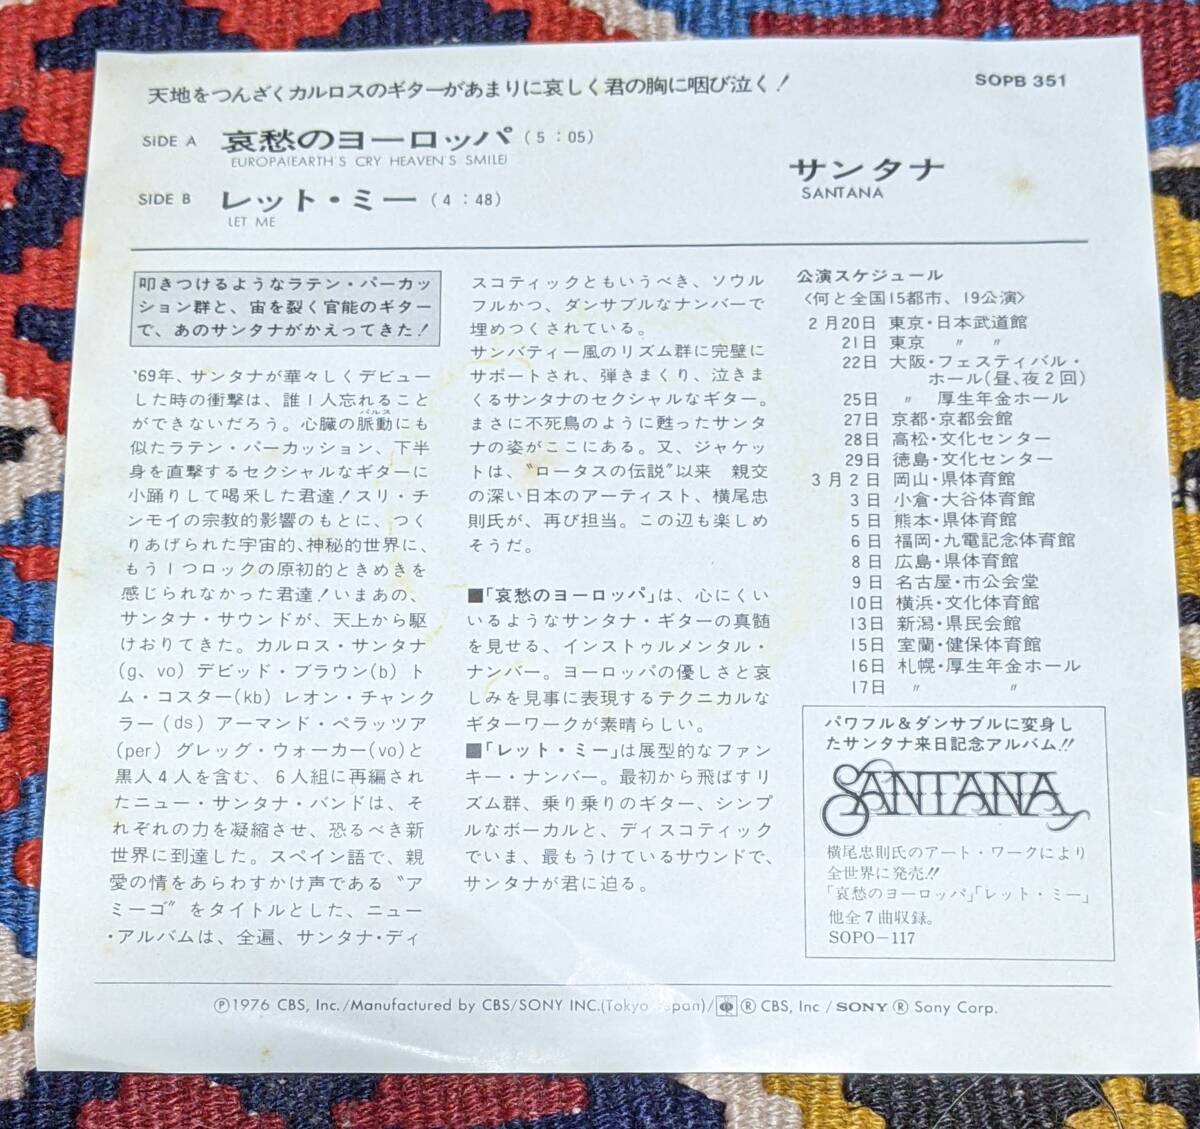 天地をつんざくカルロスのギターがあまりに哀しく君の胸に咽び泣く!
SOPB 351
SIDE A 哀愁のヨーロッパ (5:05)
EUROPA(EARTH'S CRY HEAVEN'S SMILE)
SIDE B レット・ミー (4:48)
LET ME
サンタナ
SANTANA
叩きつけるようなラテン・パーカッ
ション群と、宙を裂く官能のギター
で、あのサンタナがかえってきた!
'69年、サンタナが華々しくデビュー
した時の衝撃は、誰1人忘れること
ができないだろう。心臓の脈動にも
パルス
似たラテン・パーカッション、下半
身を直撃するセクシャルなギターに
小踊りして喝釆した君達!スリ・チ
ンモイの宗教的影響のもとに、つく
りあげられた宇宙的、神秘的世界に、
もう1つロックの原初的ときめきを
感じられなかった君達!いまあの、
サンタナ・サウンドが、天上から駆
けおりてきた。カルロス・サンタナ
(g、vo)デビッド・ブラウン(b)ト
ム・コスター(kb)レオン・チャンク
ラー(ds)アーマンド・ペラッツア
(per)グレッグ・ウォーカー(vo)と
黒人4人を含む、6人組に再編され
たニュー・サンタナ・バンドは、そ
れぞれの力を凝縮させ、恐るべき新
世界に到達した。スペイン語で、親
愛の情をあらわすかけ声である〝ア
ミーゴ〟をタイトルとした、ニュー
・アルバムは、全遍、サンタナ・ディ
スコティックともいうべき、ソウル
フルかつ、ダンサブルなナンバーで
埋めつくされている。
サンバティー風のリズム群に完璧に
サポートされ、弾きまくり、泣きま
くるサンタナのセクシャルなギター。
まさに不死鳥のように甦ったサンタ
ナの姿がここにある。又、ジャケッ
トは、〝ロータスの伝説〟以来 親交
の深い日本のアーティスト、横尾忠
則氏が、再び担当。この辺も楽しめ
そうだ。
■「哀愁のヨーロッパ」は、心にくい
いるようなサンタナ・ギターの真髄
を見せる、インストゥルメンタル・
ナンバー。ヨーロッパの優しさと哀
しみを見事に表現するテクニカルな
ギターワークが素晴らしい。
■「レット・ミー」は展型的なファン
キー・ナンバー。最初から飛ばすリ
ズム群、乗り乗りのギター、シンプ
ルなボーカルと、ディスコティック
でいま、最もうけているサウンドで、
サンタナが君に迫る。
公演スケジュール
〈何と全国15都市、19公演〉
2月20日 東京・日本武道館
21日 東京 〃 〃
22日 大阪・フェスティバル・
ホール(昼、夜2回)
25日 〃 厚生年金ホール
27日 京都・京都会館
28日 高松・文化センター
29日 徳島・文化センター
3月2日 岡山・県体育館
3日 小倉・大谷体育館
5日 熊本・県体育館
6日 福岡・九電記念体育館
8日 広島・県体育館
9日 名古屋・市公会堂
10日 横浜・文化体育館
13日 新潟・県民会館
15日 室蘭・健保体育館
16日 札幌・厚生年金ホール
17日 〃 〃
パワフル&ダンサブルに変身し
たサンタナ来日記念アルバム!!
SANTANA
横尾忠則氏のアート・ワークにより
全世界に発売!!
「哀愁のヨーロッパ」「レット・ミー」
他全7曲収録。
SOPO-117
Ⓟ1976 CBS, Inc./Manufactured by CBS/SONY INC.(Tokyo Japan)/ ® CBS, Inc / SONY ® Sony Corp.